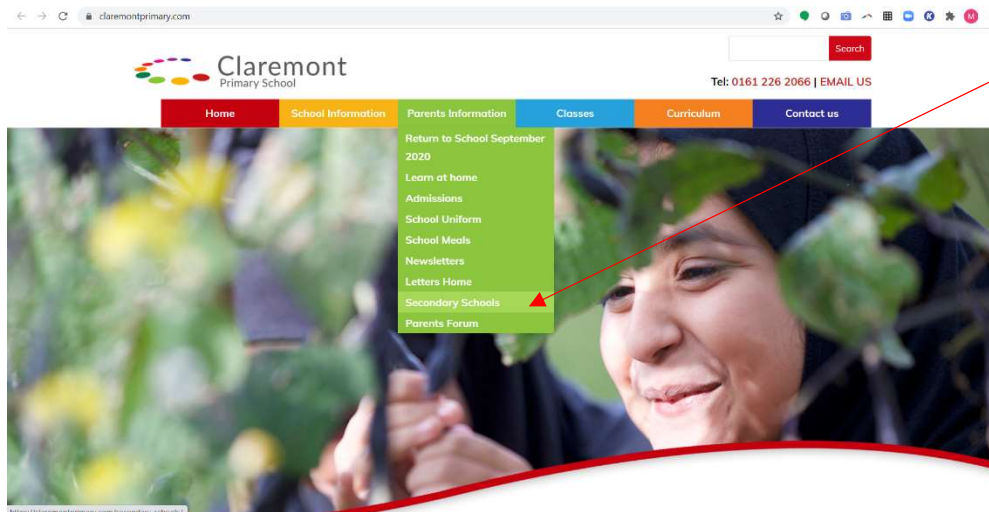 claremontprimary.com
M
Claremont
Primary School
Search
Tel: 0161 226 2066 | EMAIL US
Home School Information Parents Information Classes Curriculum Contact us
Return to School September
2020
Learn at home
Admissions
School Uniform
School Meals
Newsletters
Letters Home
Secondary Schools
Parents Forum